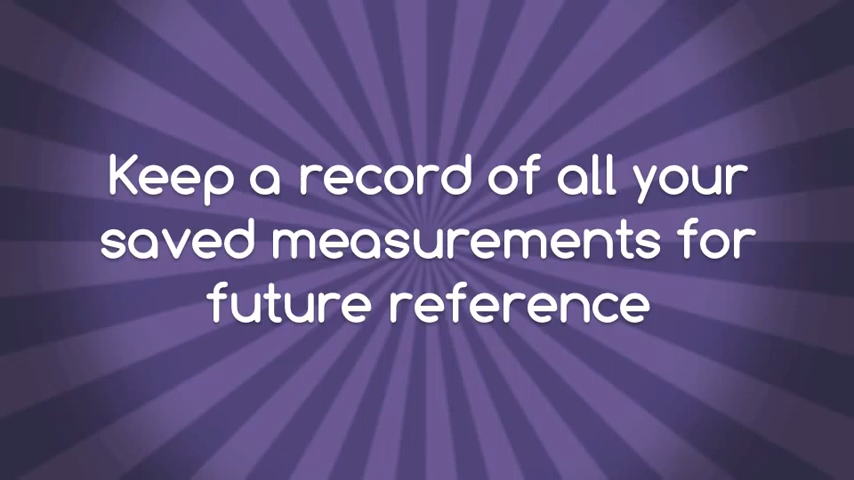 Keep a record of all your
saved measurements for
future reference